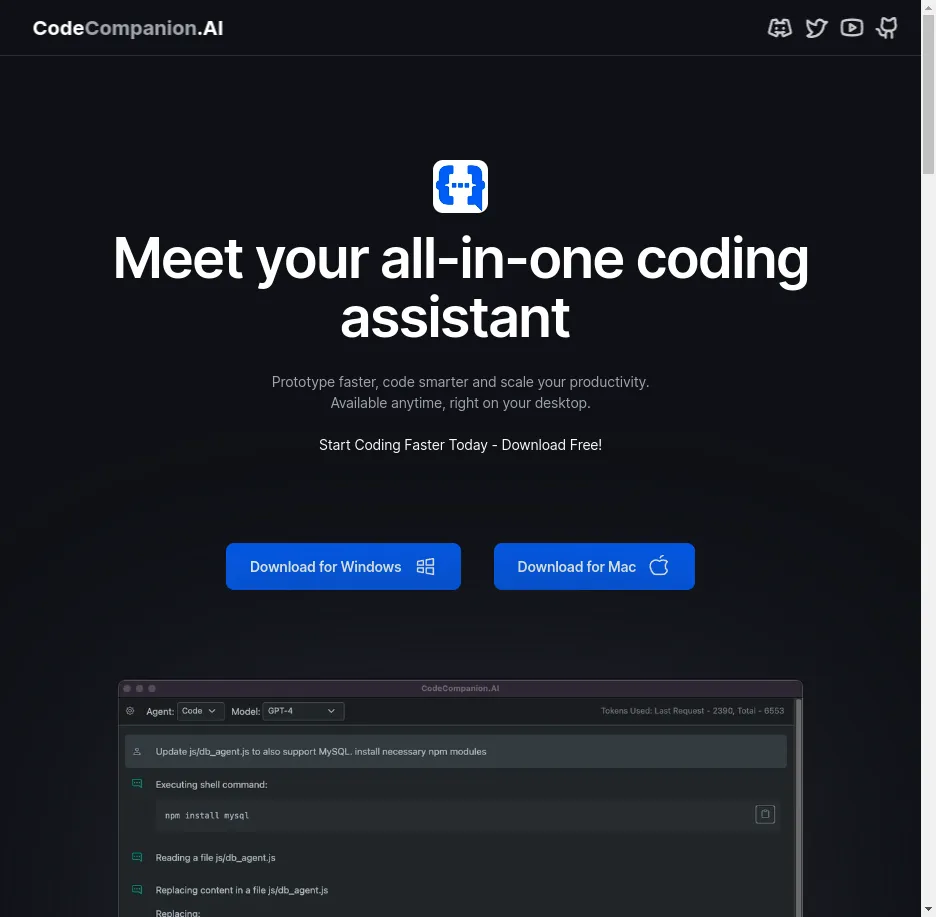 CodeCompanion.AI
Meet your all-in-one coding
assistant
Prototype faster, code smarter and scale your productivity.
Available anytime, right on your desktop.
Start Coding Faster Today - Download Free!
Download for Windows
Download for Mac
CodeCompanion.AI
Agent: Code Model: GPT-4 Tokens Used: Last Request - 2390, Total - 6553
Update js/db_agent.js to also support MySQL. install necessary npm modules
Executing shell command:
npm install mysql
Reading a file js/db_agent.js
Replacing content in a file js/db_agent.js
Replacing: